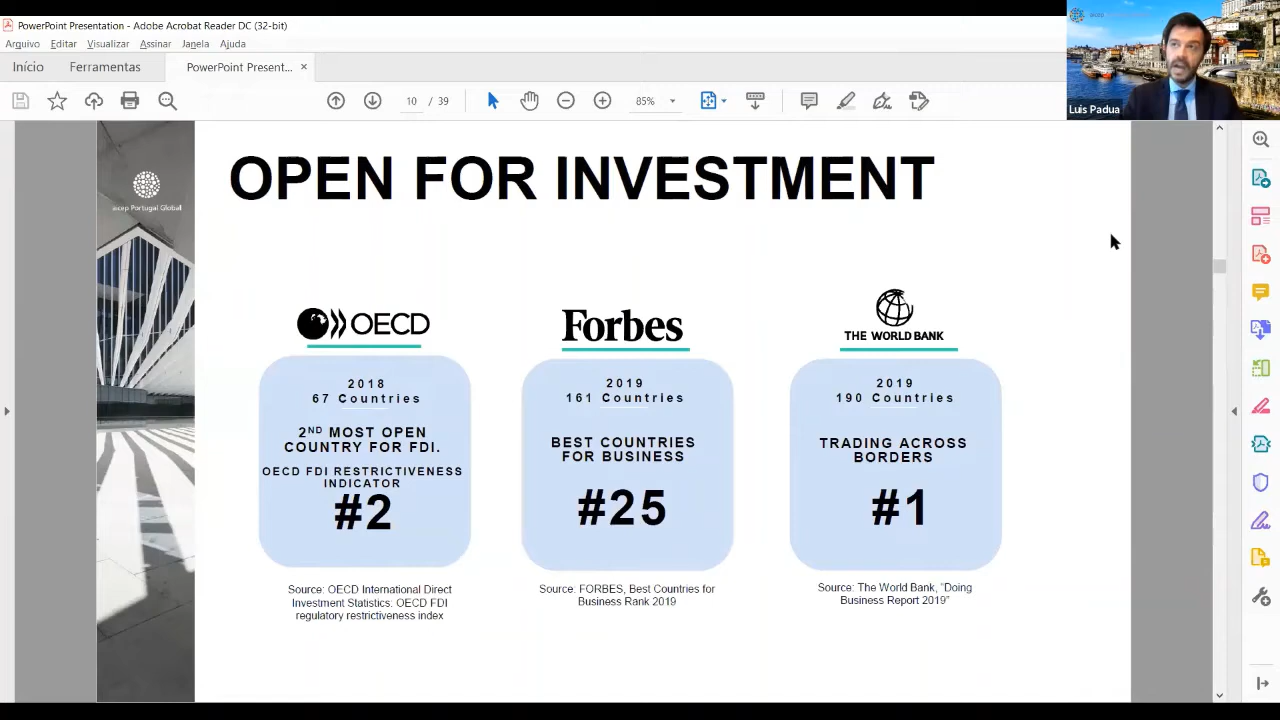 PowerPoint Presentation - Adobe Acrobat Reader DC (32-bit)
Arquivo Editar Visualizar Assinar Janela Ajuda
Início Ferramentas PowerPoint Present... ×
10 / 39 85%
Luis Padua
aicep Portugal Global
OPEN FOR INVESTMENT
OECD
2018
67 Countries
2ND MOST OPEN
COUNTRY FOR FDI.
OECD FDI RESTRICTIVENESS
INDICATOR
#2
Source: OECD International Direct
Investment Statistics: OECD FDI
regulatory restrictiveness index
Forbes
2019
161 Countries
BEST COUNTRIES
FOR BUSINESS
#25
Source: FORBES, Best Countries for
Business Rank 2019
THE WORLD BANK
2019
190 Countries
TRADING ACROSS
BORDERS
#1
Source: The World Bank, "Doing
Business Report 2019"